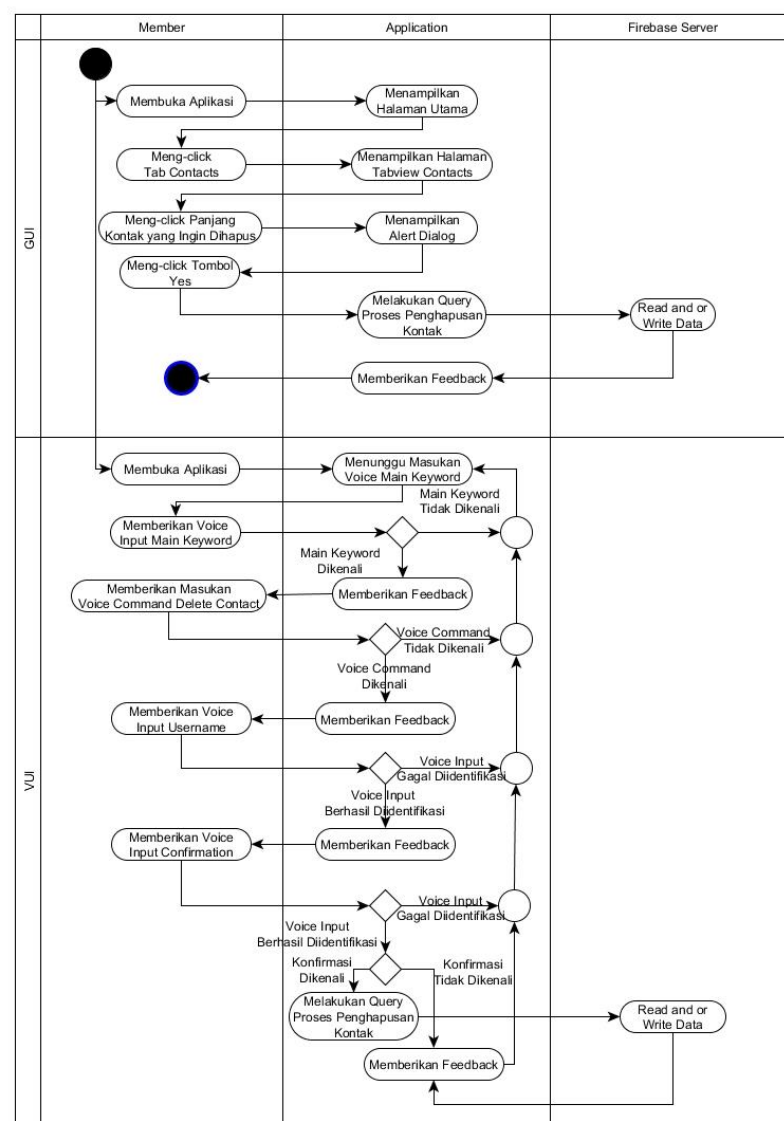 Member
Application
Firebase Server
GUI
Membuka Aplikasi
Menampilkan
Halaman Utama
Meng-click
Tab Contacts
Menampilkan Halaman
Tabview Contacts
Meng-click Panjang
Kontak yang Ingin Dihapus
Menampilkan
Alert Dialog
Meng-click Tombol
Yes
Melakukan Query
Proses Penghapusan
Kontak
Read and or
Write Data
Memberikan Feedback
VUI
Membuka Aplikasi
Menunggu Masukan
Voice Main Keyword
Main Keyword
Tidak Dikenali
Memberikan Voice
Input Main Keyword
Main Keyword
Dikenali
Memberikan Masukan
Voice Command Delete Contact
Memberikan Feedback
Voice Command
Tidak Dikenali
Voice Command
Dikenali
Memberikan Voice
Input Username
Memberikan Feedback
Voice Input
Gagal Diidentifikasi
Voice Input
Berhasil Diidentifikasi
Memberikan Voice
Input Confirmation
Memberikan Feedback
Voice Input
Gagal Diidentifikasi
Voice Input
Berhasil Diidentifikasi
Konfirmasi
Dikenali
Konfirmasi
Tidak Dikenali
Melakukan Query
Proses Penghapusan
Kontak
Read and or
Write Data
Memberikan Feedback